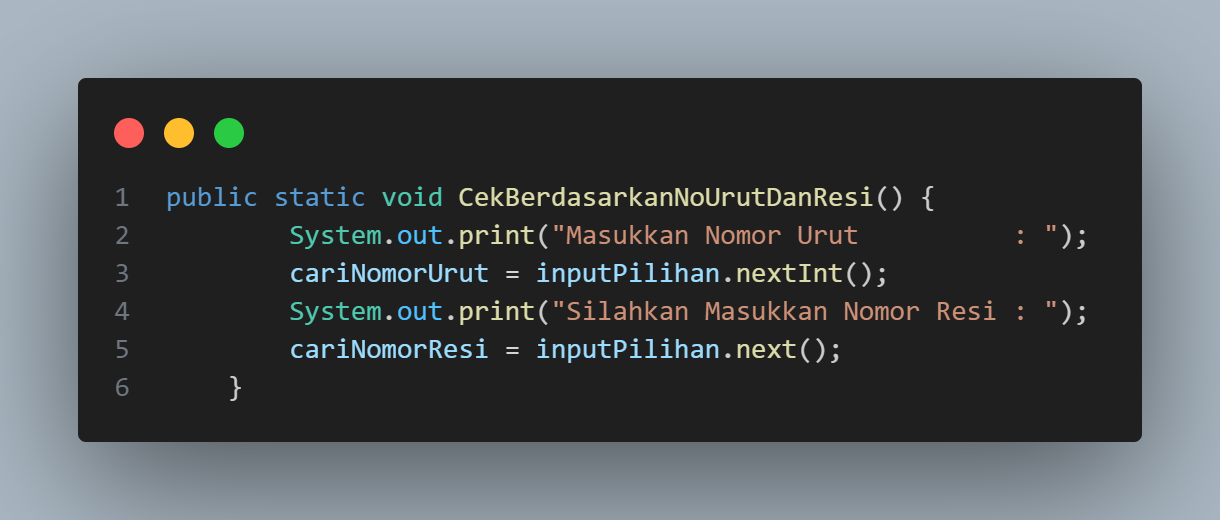 1 public static void CekBerdasarkanNoUrutDanResi() {
2         System.out.print("Masukkan Nomor Urut          : ");
3         cariNomorUrut = inputPilihan.nextInt();
4         System.out.print("Silahkan Masukkan Nomor Resi : ");
5         cariNomorResi = inputPilihan.next();
6     }